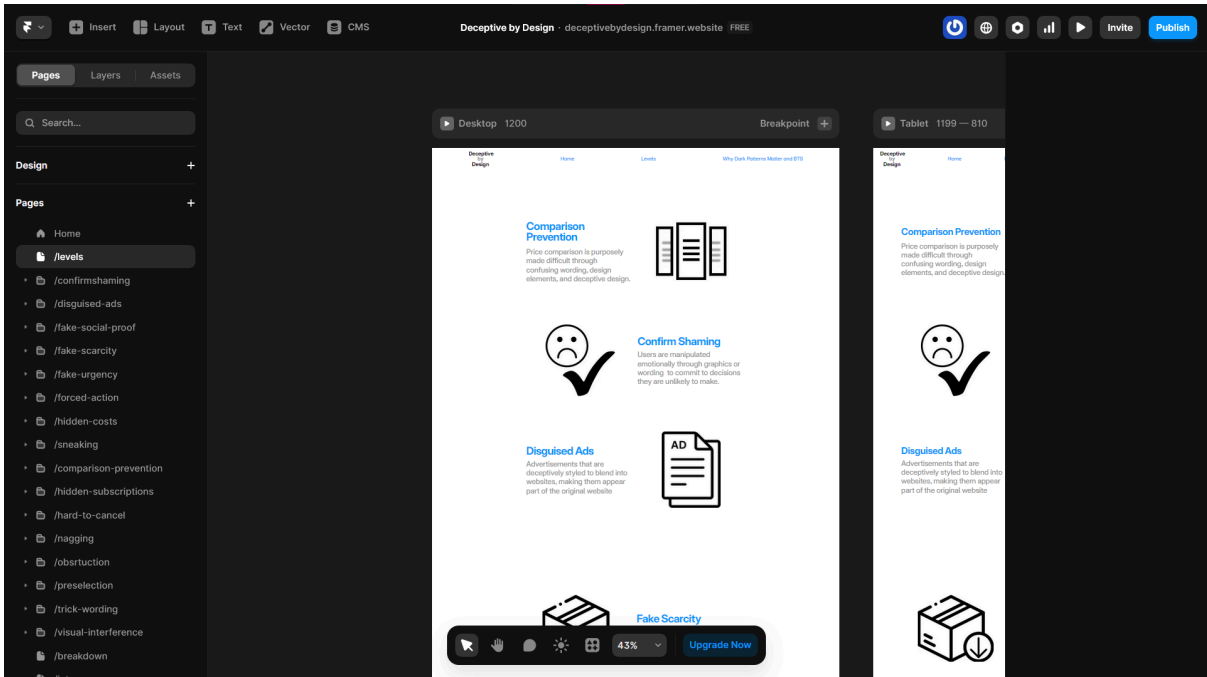 Insert
Layout
Text
Vector
CMS
Deceptive by Design · deceptivebydesign.framer.website FREE
Invite
Publish
Pages
Layers
Assets
Search...
Design
Pages
Home
/levels
/confirmshaming
/disguised-ads
/fake-social-proof
/fake-scarcity
/fake-urgency
/forced-action
/hidden-costs
/sneaking
/comparison-prevention
/hidden-subscriptions
/hard-to-cancel
/nagging
/obsrtuction
/preselection
/trick-wording
/visual-interference
/breakdown
Desktop 1200
Breakpoint
Deceptive
by
Design
Home
Levels
Why Dark Patterns Matter and BTS
Comparison
Prevention
Price comparison is purposely
made difficult through
confusing wording, design
elements, and deceptive design.
Confirm Shaming
Users are manipulated
emotionally through graphics or
wording to commit to decisions
they are unlikely to make.
Disguised Ads
Advertisements that are
deceptively styled to blend into
websites, making them appear
part of the original website
AD
Fake Scarcity
Tablet 1199 — 810
Deceptive
by
Design
Home
Comparison Prevention
Price comparison is purposely
made difficult through
confusing wording, design
elements, and deceptive design.
Disguised Ads
Advertisements that are
deceptively styled to blend into
websites, making them appear
part of the original website
43%
Upgrade Now